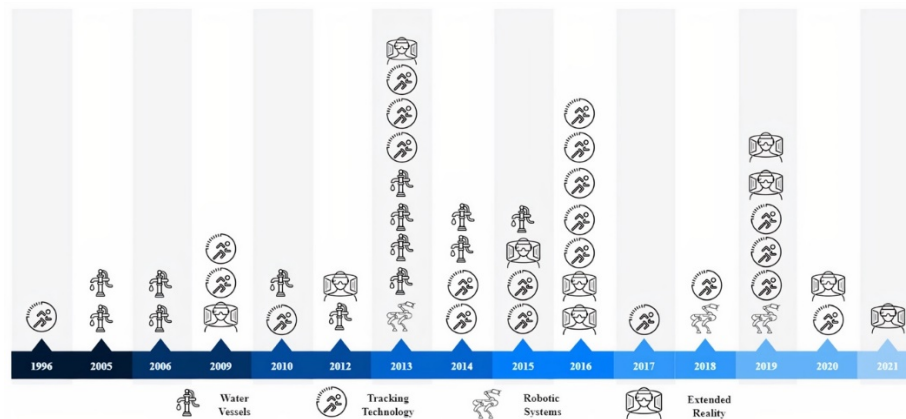 1996 2005 2006 2009 2010 2012 2013 2014 2015 2016 2017 2018 2019 2020 2021
Water Tracking Robotic Extended
Vessels Technology Systems Reality